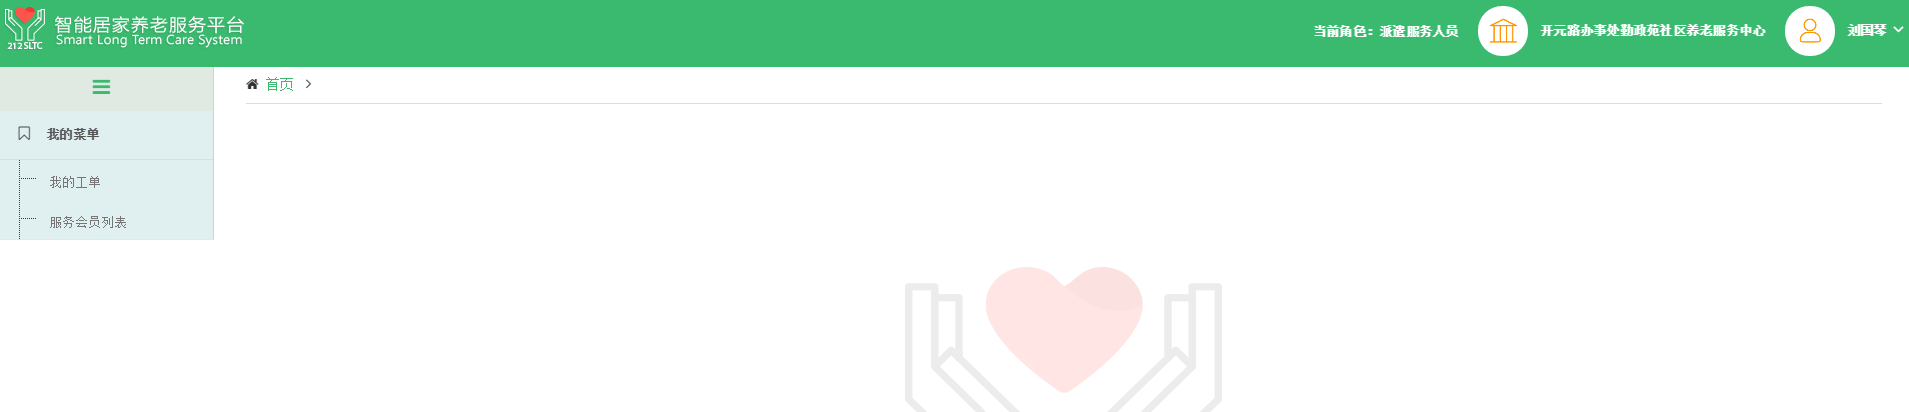 智能居家养老服务平台
Smart Long Term Care System
212 SLTC
当前角色：派遣服务人员
开元路办事处勤政苑社区养老服务中心
刘国琴
首页
我的菜单
我的工单
服务会员列表